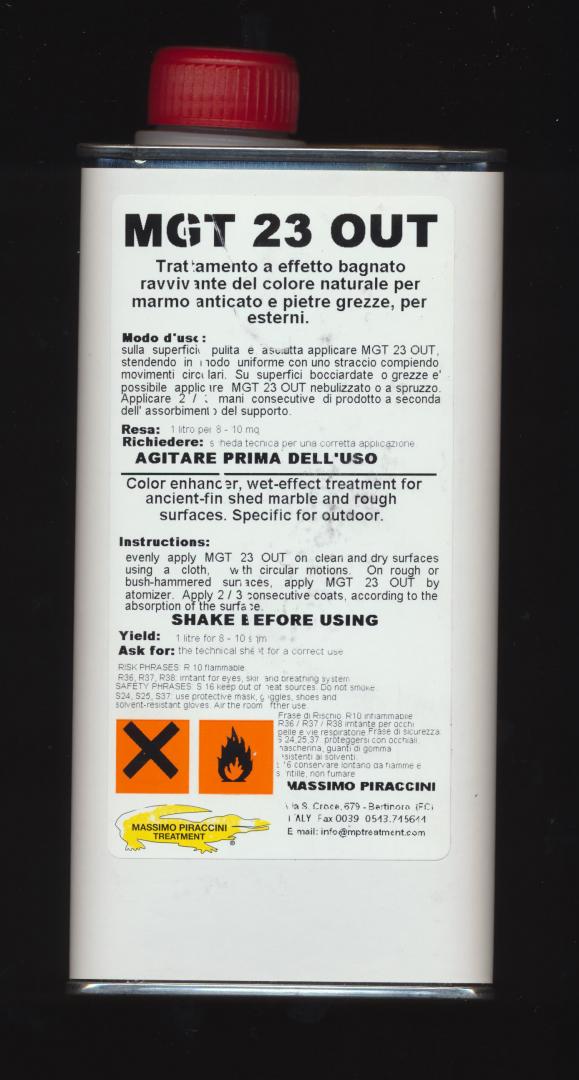 MGT 23 OUT
Trattamento a effetto bagnato
ravvivante del colore naturale per
marmo anticato e pietre grezze, per
esterni.
Modo d'uso:
sulla superficie pulita e asciutta applicare MGT 23 OUT,
stendendo in modo uniforme con uno straccio compiendo
movimenti circolari. Su superfici bocciardate o grezze e'
possibile applicare MGT 23 OUT nebulizzato o a spruzzo.
Applicare 2 / mani consecutive di prodotto a seconda
dell' assorbimento del supporto.
Resa: 1 litro per 8 - 10 mq
Richiedere: scheda tecnica per una corretta applicazione
AGITARE PRIMA DELL'USO
Color enhancer, wet-effect treatment for
ancient-finished marble and rough
surfaces. Specific for outdoor.
Instructions:
evenly apply MGT 23 OUT on clean and dry surfaces
using a cloth, with circular motions. On rough or
bush-hammered surfaces, apply MGT 23 OUT by
atomizer. Apply 2 / 3 consecutive coats, according to the
absorption of the surface.
SHAKE BEFORE USING
Yield: 1 litre for 8 - 10 sqm
Ask for: the technical sheet for a correct use
RISK PHRASES: R 10 flammable.
R36, R37, R38: irritant for eyes, skin and breathing system
SAFETY PHRASES: S 16 keep out of heat sources. Do not smoke.
S24, S25, S37: use protective mask, goggles, shoes and
solvent-resistant gloves. Air the room after use.
Frase di Rischio: R10 infiammabile
R36 / R37 / R38 irritante per occhi
pelle e vie respiratorie Frase di sicurezza:
S 24,25,37: proteggersi con occhiali,
mascherina, guanti di gomma
resistenti ai solventi.
S 16 conservare lontano da fiamme e
scintille, non fumare
MASSIMO PIRACCINI
Via S. Croce, 679 - Bertinoro (FC)
ITALY Fax 0039 0543.745644
E mail: info@mptreatment.com
MASSIMO PIRACCINI
TREATMENT
®